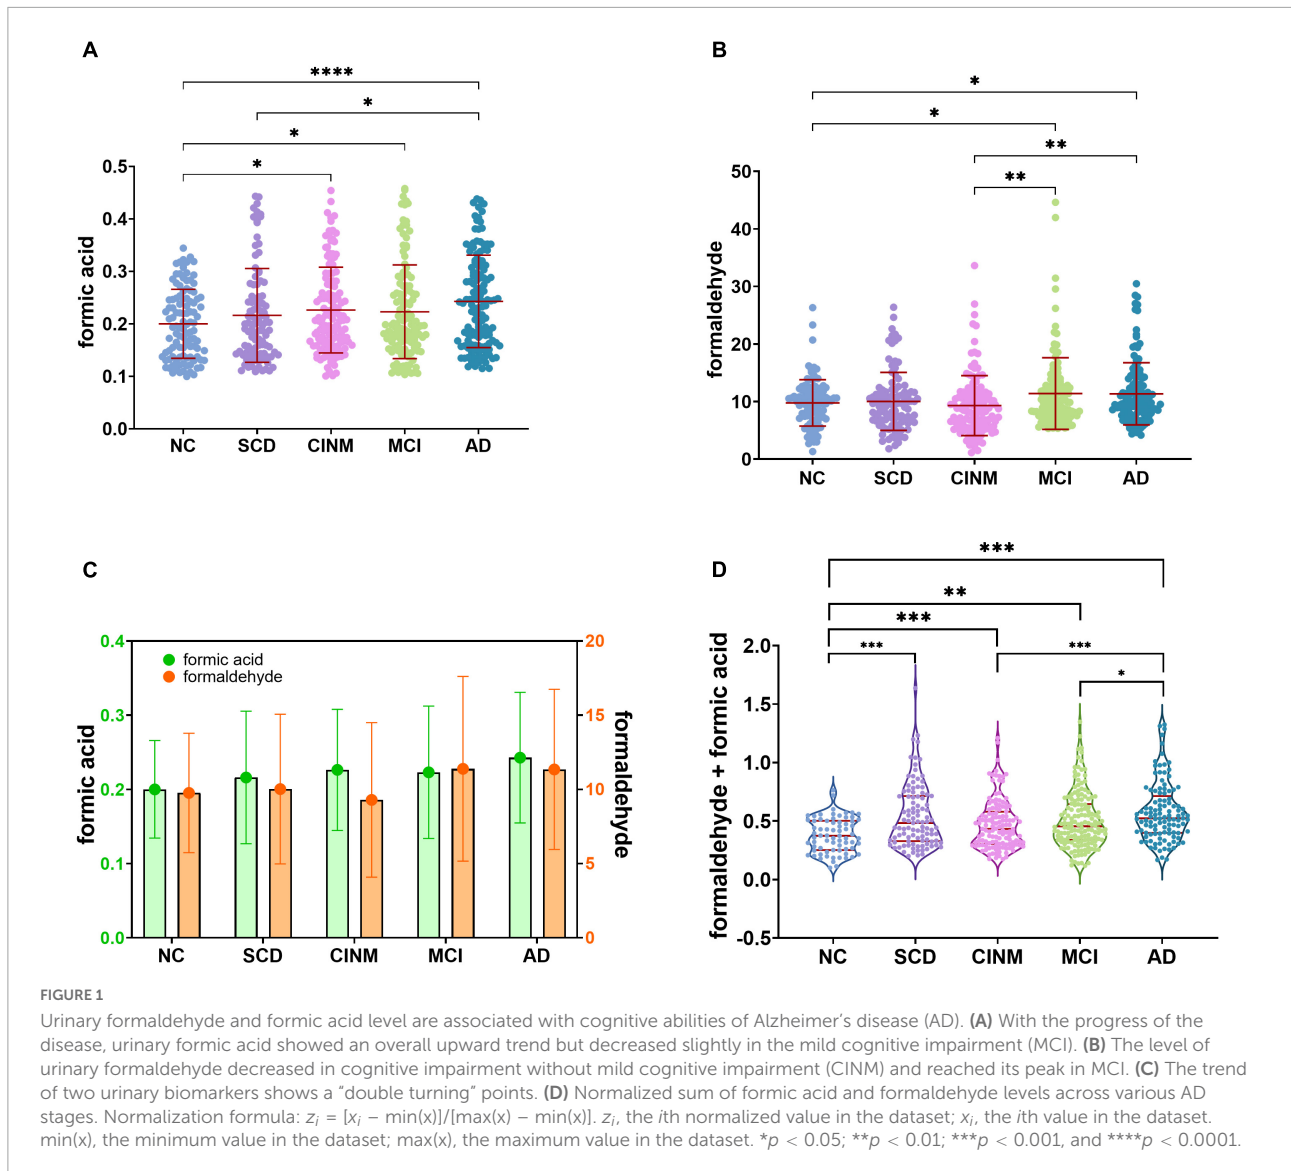 A
****
*
*
*
formic acid
0.5
0.4
0.3
0.2
0.1
0.0
NC SCD CINM MCI AD
B
*
*
**
**
formaldehyde
50
40
30
20
10
0
NC SCD CINM MCI AD
C
formic acid
formaldehyde
formic acid
0.4
0.3
0.2
0.1
0.0
formaldehyde
20
15
10
5
0
NC SCD CINM MCI AD
D
***
**
***
***
***
*
formaldehyde + formic acid
2.0
1.5
1.0
0.5
0.0
-0.5
NC SCD CINM MCI AD
FIGURE 1
Urinary formaldehyde and formic acid level are associated with cognitive abilities of Alzheimer's disease (AD). (A) With the progress of the
disease, urinary formic acid showed an overall upward trend but decreased slightly in the mild cognitive impairment (MCI). (B) The level of
urinary formaldehyde decreased in cognitive impairment without mild cognitive impairment (CINM) and reached its peak in MCI. (C) The trend
of two urinary biomarkers shows a "double turning" points. (D) Normalized sum of formic acid and formaldehyde levels across various AD
stages. Normalization formula: zi = [xi − min(x)]/[max(x) − min(x)]. zi, the ith normalized value in the dataset; xi, the ith value in the dataset.
min(x), the minimum value in the dataset; max(x), the maximum value in the dataset. *p < 0.05; **p < 0.01; ***p < 0.001, and ****p < 0.0001.